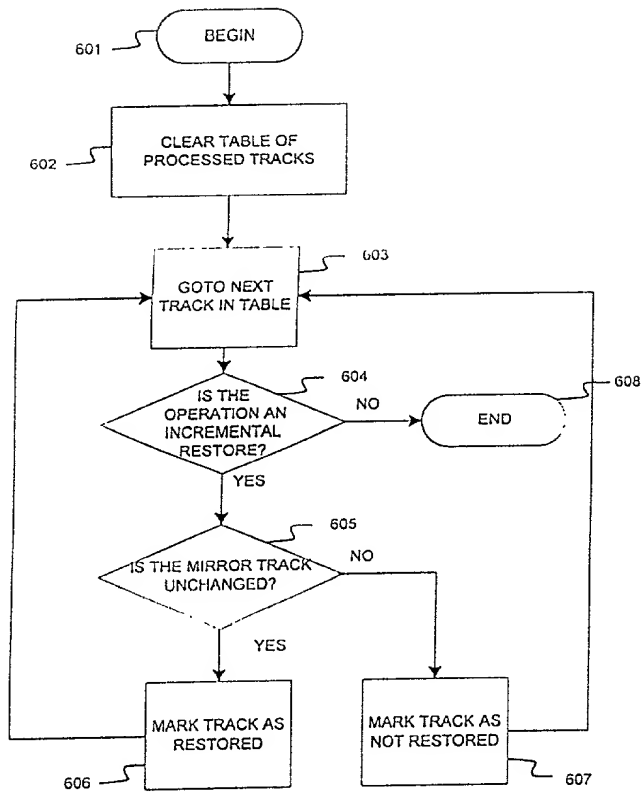 BEGIN
601
CLEAR TABLE OF
PROCESSED TRACKS
602
603
GOTO NEXT
TRACK IN TABLE
604
608
IS THE
OPERATION AN
INCREMENTAL
RESTORE?
NO
END
YES
605
IS THE MIRROR TRACK
UNCHANGED?
NO
YES
MARK TRACK AS
RESTORED
MARK TRACK AS
NOT RESTORED
606
607